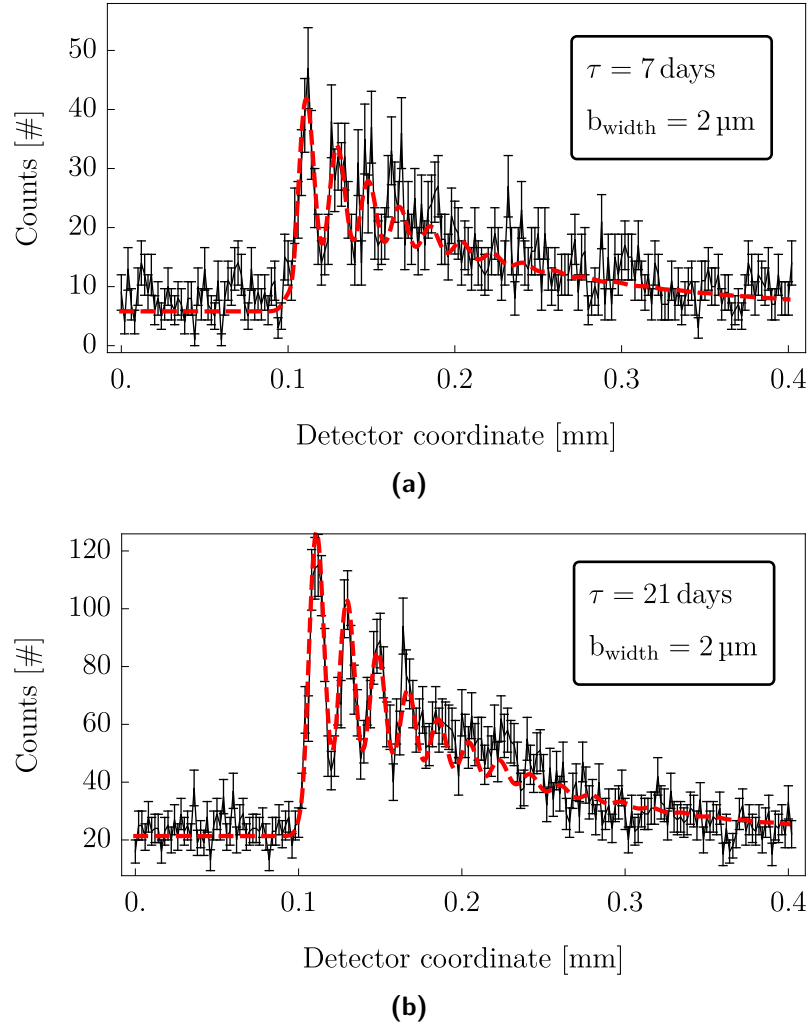 50
40
30
20
10
0
Counts [#]
τ = 7 days
b_width = 2 µm
0. 0.1 0.2 0.3 0.4
Detector coordinate [mm]
(a)
120
100
80
60
40
20
Counts [#]
τ = 21 days
b_width = 2 µm
0. 0.1 0.2 0.3 0.4
Detector coordinate [mm]
(b)